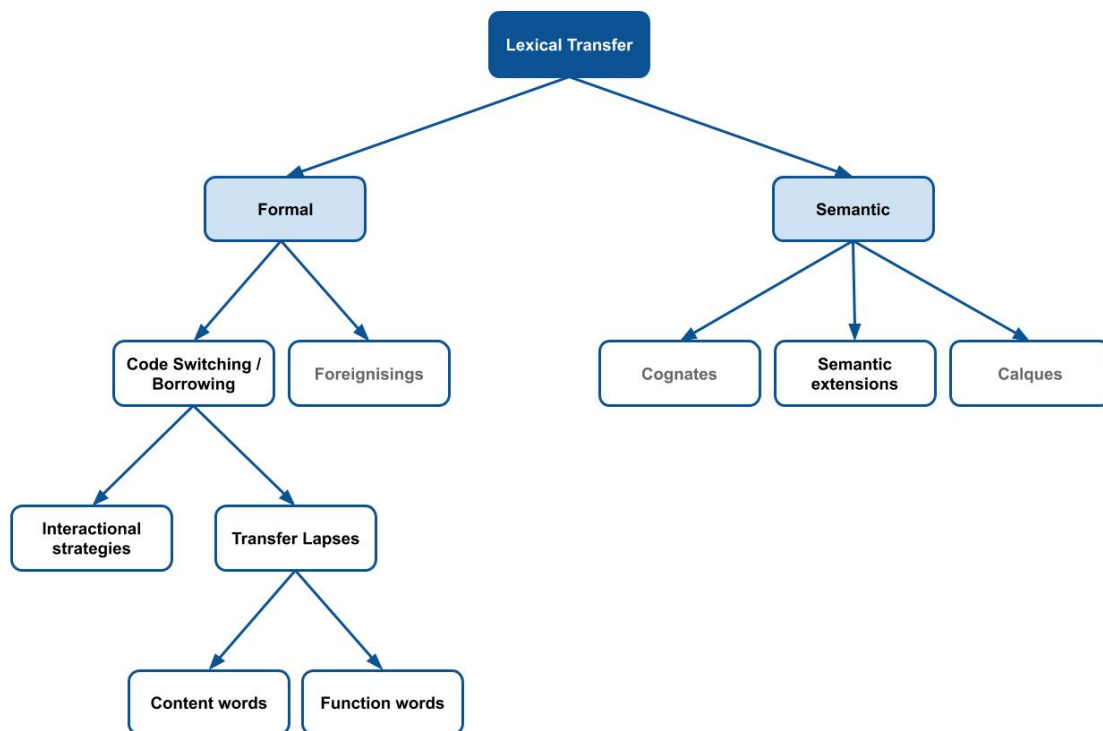 Lexical Transfer
Formal
Semantic
Code Switching /
Borrowing
Foreignisings
Cognates
Semantic
extensions
Calques
Interactional
strategies
Transfer Lapses
Content words
Function words